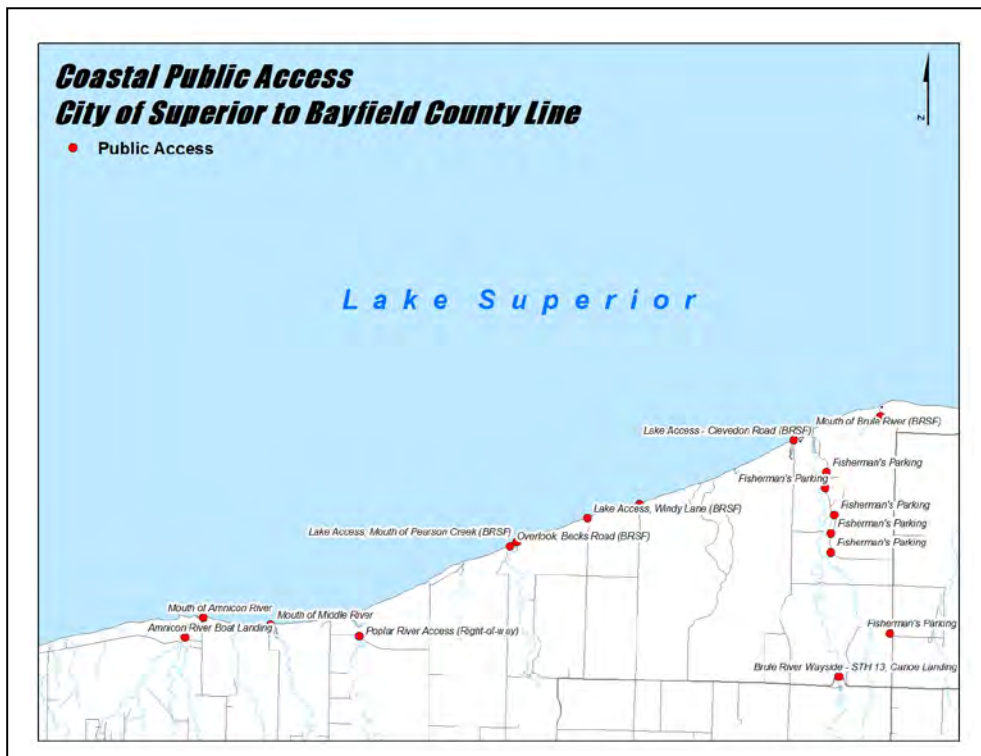 Coastal Public Access
City of Superior to Bayfield County Line
Public Access
N
Lake Superior
Mouth of Brule River (BRSF)
Lake Access - Clevedon Road (BRSF)
Fisherman's Parking
Fisherman's Parking
Fisherman's Parking
Lake Access, Windy Lane (BRSF)
Fisherman's Parking
Lake Access, Mouth of Pearson Creek (BRSF)
Overlook, Becks Road (BRSF)
Fisherman's Parking
Mouth of Amnicon River
Mouth of Middle River
Fisherman's Parking
Amnicon River Boat Landing
Poplar River Access (Right-of-way)
Brule River Wayside - STH 13, Canoe Landing